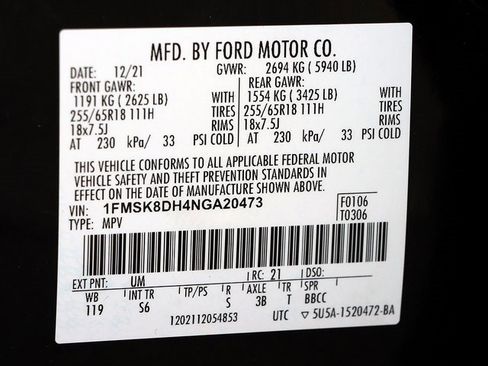 MFD. BY FORD MOTOR CO.
DATE: 12/21 GVWR: 2694 KG ( 5940 LB)
FRONT GAWR: REAR GAWR:
1191 KG ( 2625 LB) WITH 1554 KG ( 3425 LB) WITH
255/65R18 111H TIRES 255/65R18 111H TIRES
18x7.5J RIMS 18x7.5J RIMS
AT 230 kPa/ 33 PSI COLD AT 230 kPa/ 33 PSI COLD
THIS VEHICLE CONFORMS TO ALL APPLICABLE FEDERAL MOTOR
VEHICLE SAFETY AND THEFT PREVENTION STANDARDS IN
EFFECT ON THE DATE OF MANUFACTURE SHOWN ABOVE.
VIN: 1FMSK8DH4NGA20473 F0106
TYPE: MPV T0306
EXT PNT: UM RC: 21 DSO:
WB INT TR TP/PS R AXLE TR SPR
119 S6 S 3B T BBCC
1202112054853 UTC ▽ 5U5A-1520472-BA